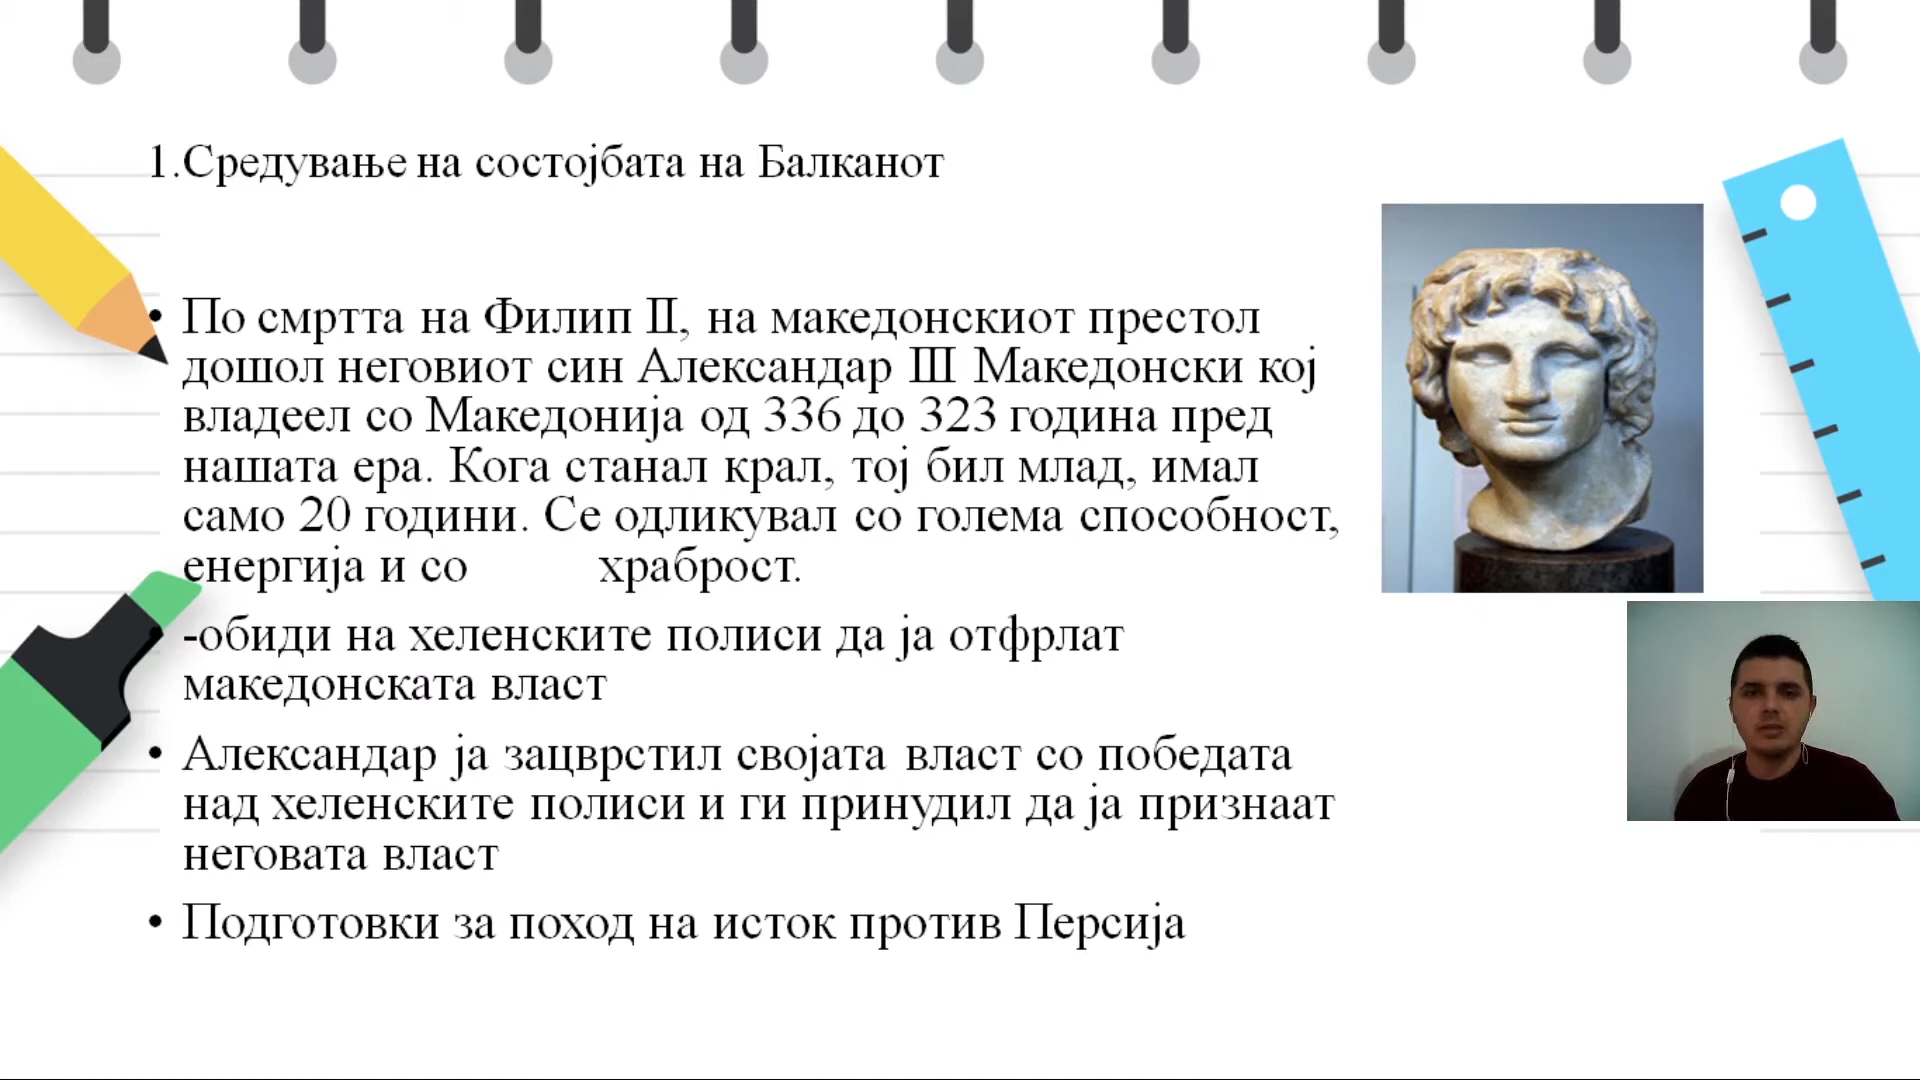 1.Средување на состојбата на Балканот
• По смртта на Филип II, на македонскиот престол
дошол неговиот син Александар III Македонски кој
владеел со Македонија од 336 до 323 година пред
нашата ера. Кога станал крал, тој бил млад, имал
само 20 години. Се одликувал со голема способност,
енергија и со храброст.
• -обиди на хеленските полиси да ја отфрлат
македонската власт
• Александар ја зацврстил својата власт со победата
над хеленските полиси и ги принудил да ја признаат
неговата власт
• Подготовки за поход на исток против Персија